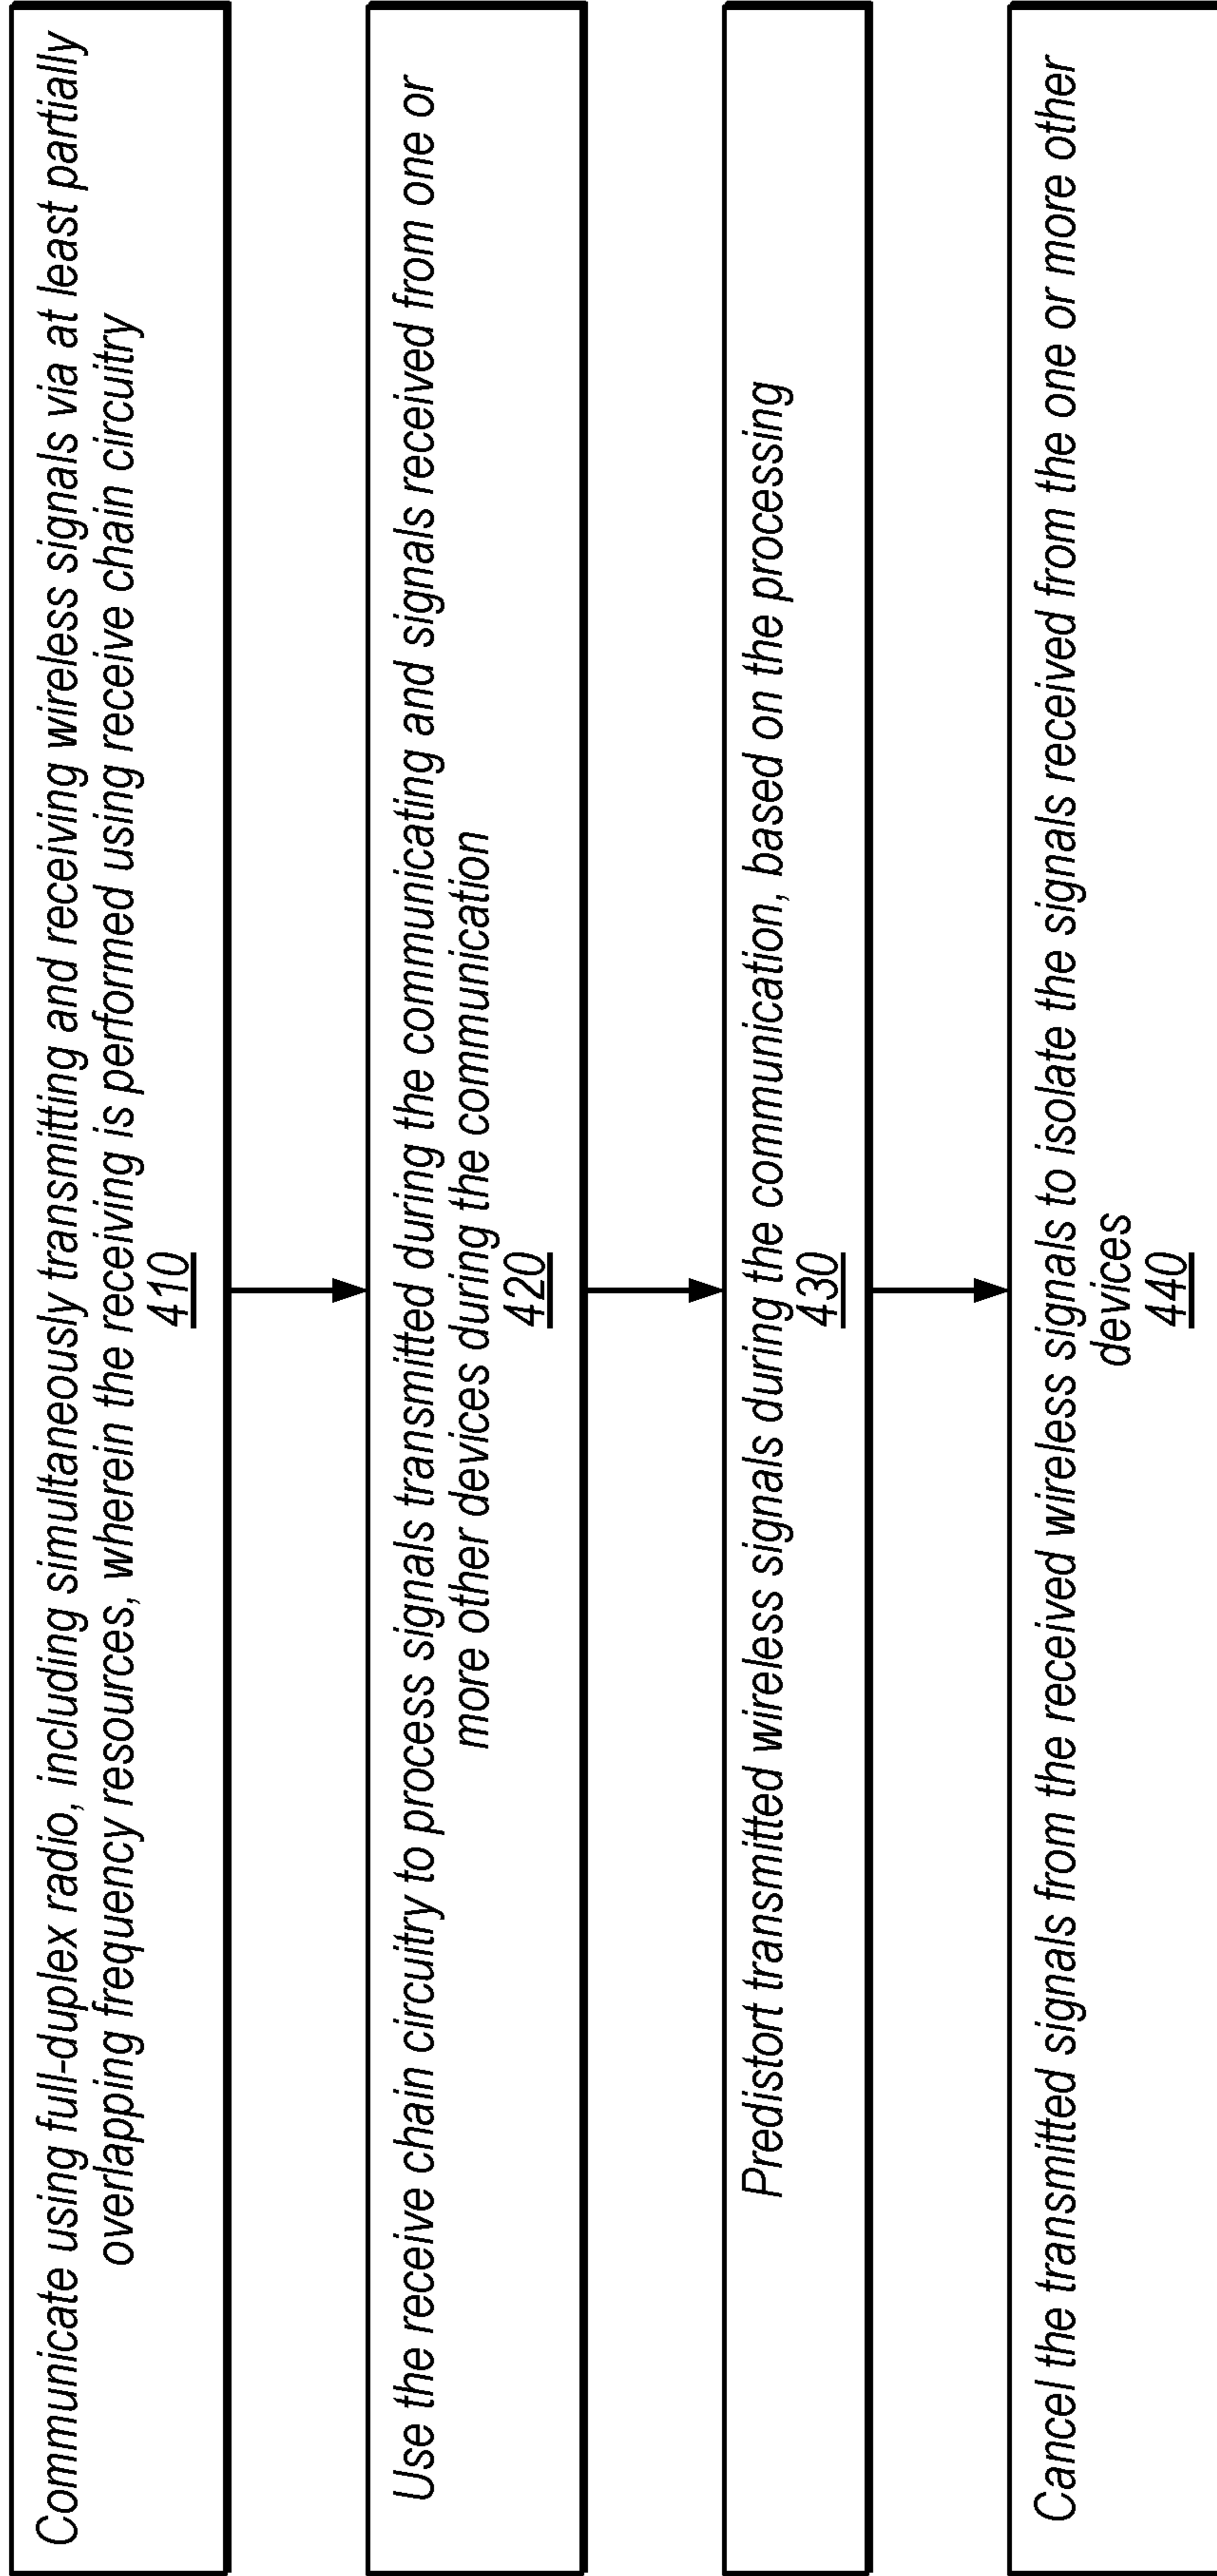 Communicate using full-duplex radio, including simultaneously transmitting and receiving wireless signals via at least partially
overlapping frequency resources, wherein the receiving is performed using receive chain circuitry
410
Use the receive chain circuitry to process signals transmitted during the communicating and signals received from one or
more other devices during the communication
420
Predistort transmitted wireless signals during the communication, based on the processing
430
Cancel the transmitted signals from the received wireless signals to isolate the signals received from the one or more other
devices
440